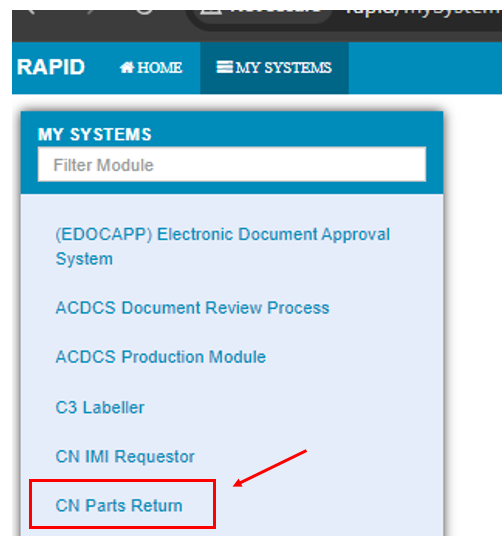 RAPID HOME MY SYSTEMS
MY SYSTEMS
Filter Module
(EDOCAPP) Electronic Document Approval
System
ACDCS Document Review Process
ACDCS Production Module
C3 Labeller
CN IMI Requestor
CN Parts Return